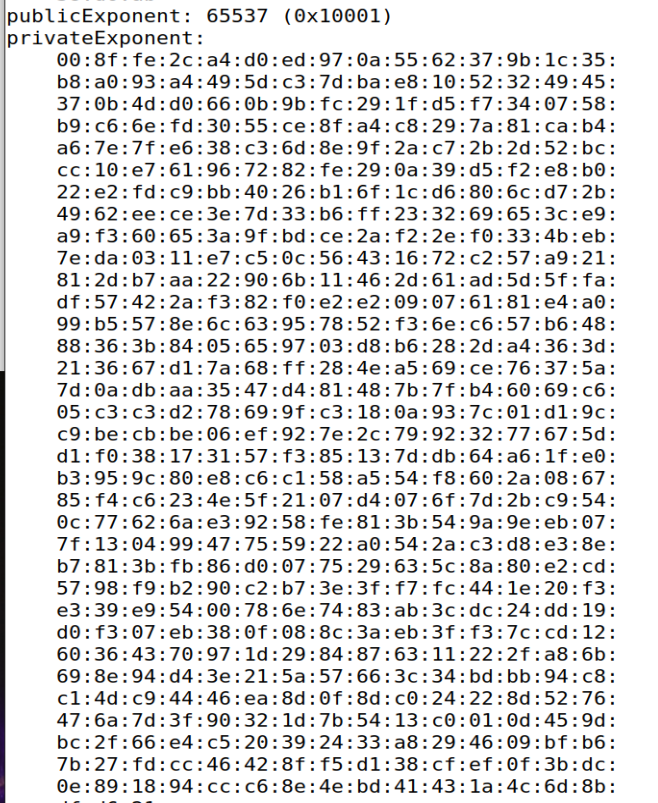 publicExponent: 65537 (0x10001)
privateExponent:
00:8f:fe:2c:a4:d0:ed:97:0a:55:62:37:9b:1c:35:
b8:a0:93:a4:49:5d:c3:7d:ba:e8:10:52:32:49:45:
37:0b:4d:d0:66:0b:9b:fc:29:1f:d5:f7:34:07:58:
b9:c6:6e:fd:30:55:ce:8f:a4:c8:29:7a:81:ca:b4:
a6:7e:7f:e6:38:c3:6d:8e:9f:2a:c7:2b:2d:52:bc:
cc:10:e7:61:96:72:82:fe:29:0a:39:d5:f2:e8:b0:
22:e2:fd:c9:bb:40:26:b1:6f:1c:d6:80:6c:d7:2b:
49:62:ee:ce:3e:7d:33:b6:ff:23:32:69:65:3c:e9:
a9:f3:60:65:3a:9f:bd:ce:2a:f2:2e:f0:33:4b:eb:
7e:da:03:11:e7:c5:0c:56:43:16:72:c2:57:a9:21:
81:2d:b7:aa:22:90:6b:11:46:2d:61:ad:5d:5f:fa:
df:57:42:2a:f3:82:f0:e2:e2:09:07:61:81:e4:a0:
99:b5:57:8e:6c:63:95:78:52:f3:6e:c6:57:b6:48:
88:36:3b:84:05:65:97:03:d8:b6:28:2d:a4:36:3d:
21:36:67:d1:7a:68:ff:28:4e:a5:69:ce:76:37:5a:
7d:0a:db:aa:35:47:d4:81:48:7b:7f:b4:60:69:c6:
05:c3:c3:d2:78:69:9f:c3:18:0a:93:7c:01:d1:9c:
c9:be:cb:be:06:ef:92:7e:2c:79:92:32:77:67:5d:
d1:f0:38:17:31:57:f3:85:13:7d:db:64:a6:1f:e0:
b3:95:9c:80:e8:c6:c1:58:a5:54:f8:60:2a:08:67:
85:f4:c6:23:4e:5f:21:07:d4:07:6f:7d:2b:c9:54:
0c:77:62:6a:e3:92:58:fe:81:3b:54:9a:9e:eb:07:
7f:13:04:99:47:75:59:22:a0:54:2a:c3:d8:e3:8e:
b7:81:3b:fb:86:d0:07:75:29:63:5c:8a:80:e2:cd:
57:98:f9:b2:90:c2:b7:3e:3f:f7:fc:44:1e:20:f3:
e3:39:e9:54:00:78:6e:74:83:ab:3c:dc:24:dd:19:
d0:f3:07:eb:38:0f:08:8c:3a:eb:3f:f3:7c:cd:12:
60:36:43:70:97:1d:29:84:87:63:11:22:2f:a8:6b:
69:8e:94:d4:3e:21:5a:57:66:3c:34:bd:bb:94:c8:
c1:4d:c9:44:46:ea:8d:0f:8d:c0:24:22:8d:52:76:
47:6a:7d:3f:90:32:1d:7b:54:13:c0:01:0d:45:9d:
bc:2f:66:e4:c5:20:39:24:33:a8:29:46:09:bf:b6:
7b:27:fd:cc:46:42:8f:f5:d1:38:cf:ef:0f:3b:dc:
0e:89:18:94:cc:c6:8e:4e:bd:41:43:1a:4c:6d:8b: